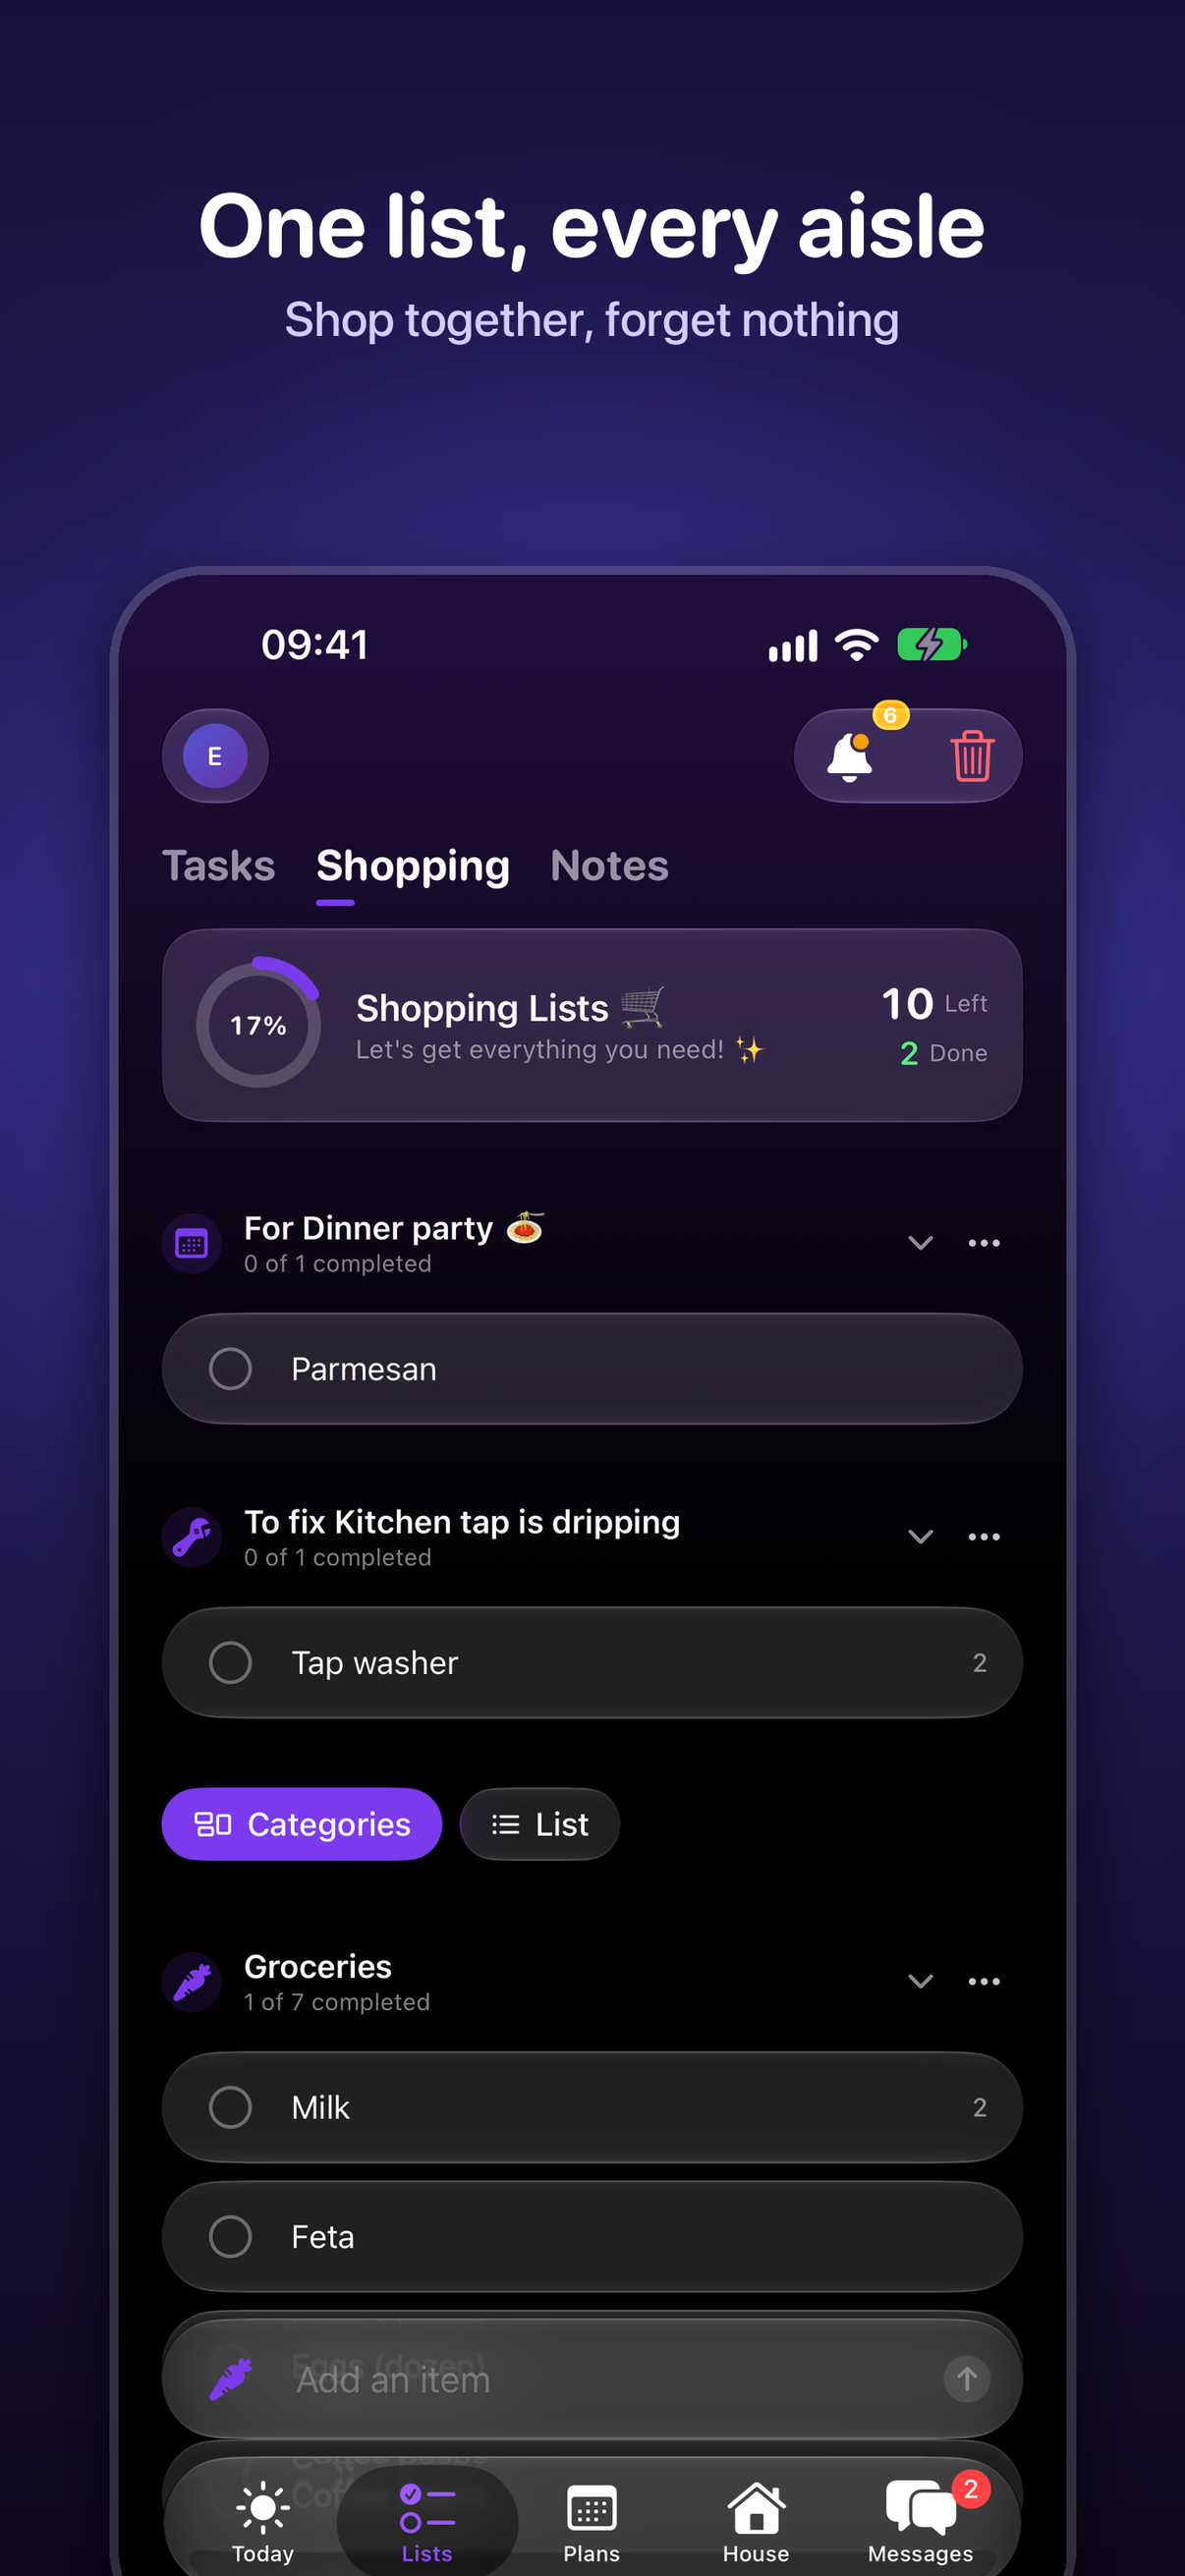 One list, every aisle
Shop together, forget nothing
09:41
E
6
Tasks Shopping Notes
17%
Shopping Lists 🛒
Let's get everything you need! ✨
10 Left
2 Done
For Dinner party 🍝
0 of 1 completed
Parmesan
To fix Kitchen tap is dripping
0 of 1 completed
Tap washer 2
Categories List
Groceries
1 of 7 completed
Milk 2
Feta
Eggs (dozen)
Add an item
2
Today Lists Plans House Messages